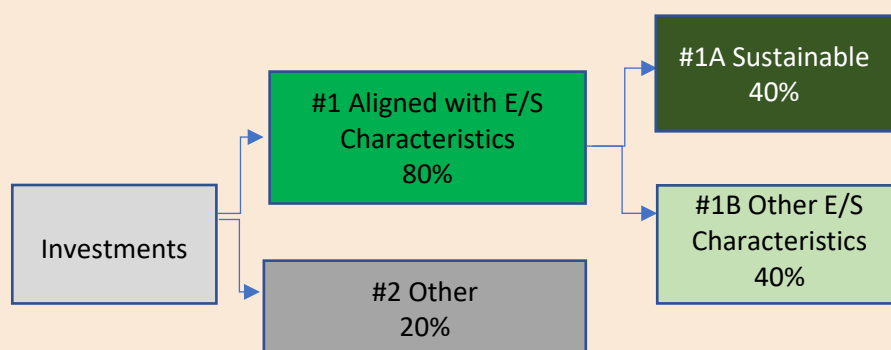 #1A Sustainable
40%
#1 Aligned with E/S
Characteristics
80%
#1B Other E/S
Characteristics
40%
Investments
#2 Other
20%